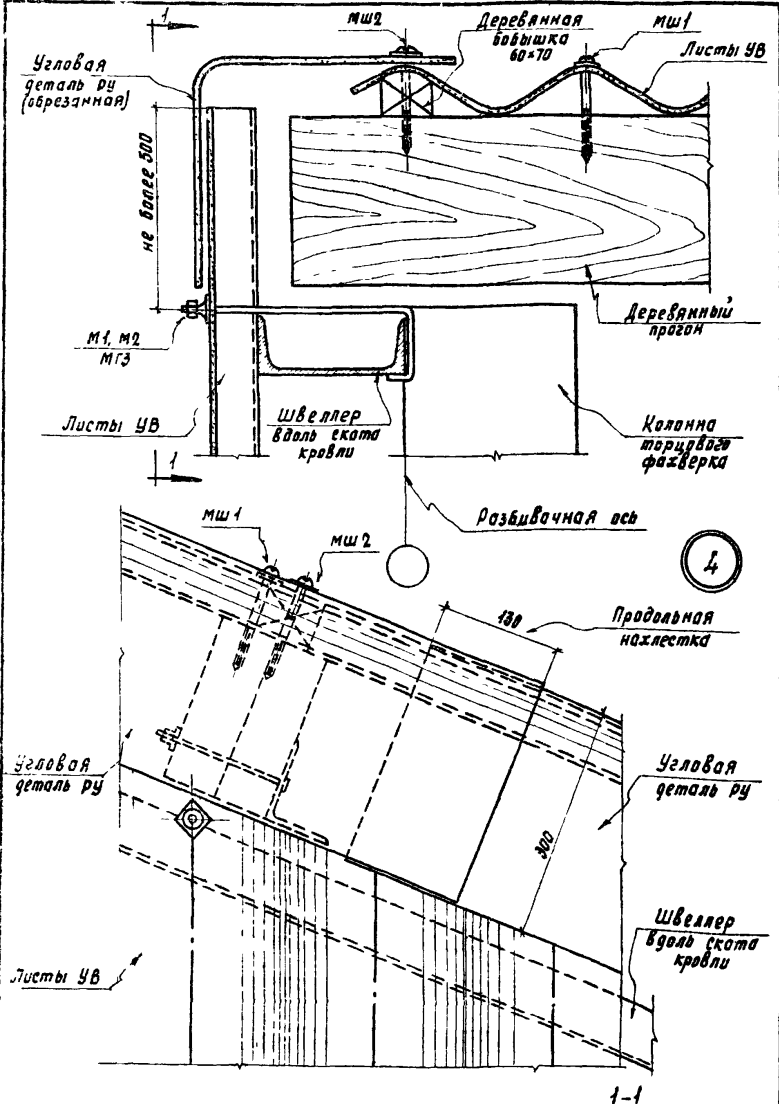 1
мш2
Деревянная
бобышка
60×70
мш1
Листы УВ
Угловая
деталь РУ
(обрезанная)
не более 500
М1, М2
МГ3
Деревянный
прогон
Листы УВ
Швеллер
вдоль ската
кровли
Колонна
торцового
фахверка
1
Разбивочная ось
мш1
мш2
4
130
Продольная
нахлестка
Угловая
деталь РУ
Угловая
деталь РУ
300
Швеллер
вдоль ската
кровли
Листы УВ
1-1